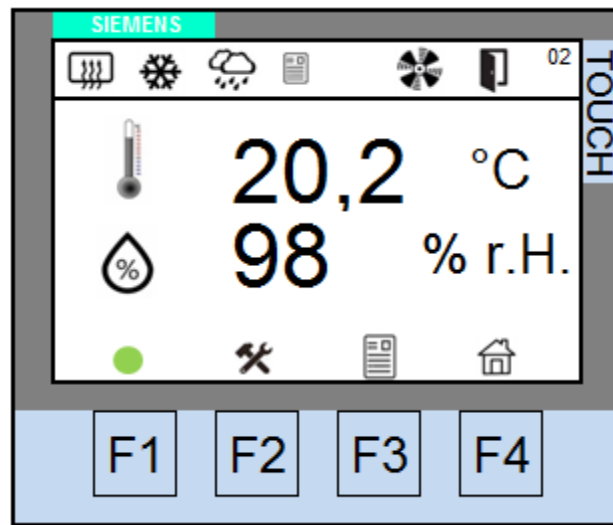 SIEMENS
02
TOUCH
20,2 °C
%
98 % r.H.
F1 F2 F3 F4